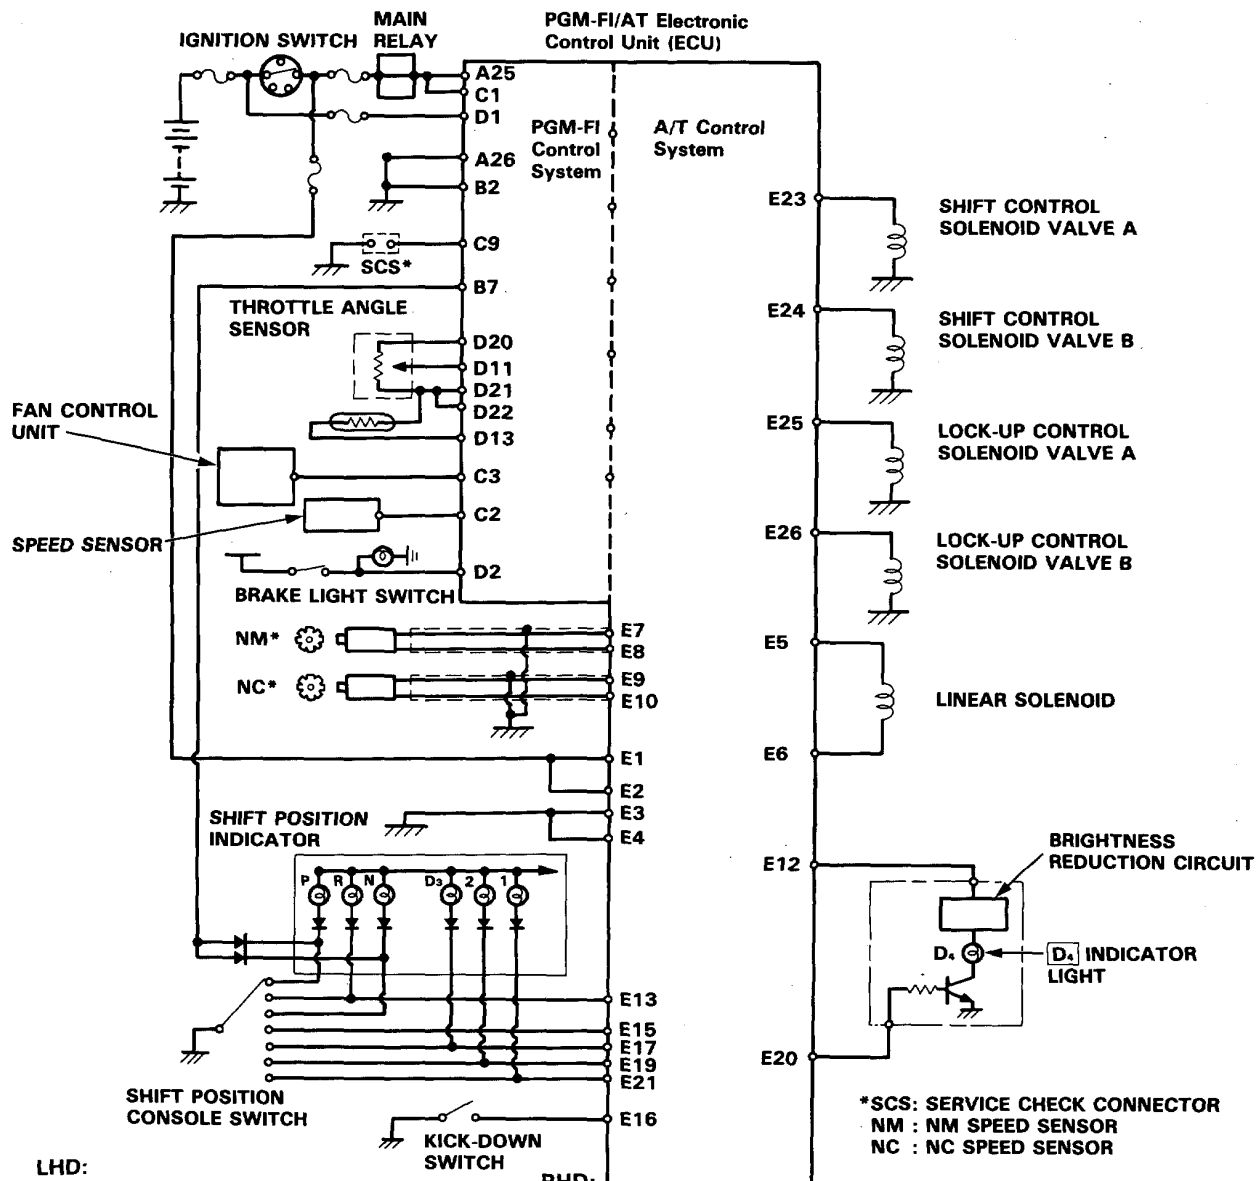 MAIN
RELAY
PGM-FI/AT Electronic
Control Unit (ECU)
IGNITION SWITCH
A25
C1
D1
PGM-FI
Control
System
A/T Control
System
A26
B2
C9
SCS*
B7
THROTTLE ANGLE
SENSOR
D20
D11
D21
D22
D13
FAN CONTROL
UNIT
C3
C2
SPEED SENSOR
D2
BRAKE LIGHT SWITCH
NM*
E7
E8
NC*
E9
E10
E1
E2
E3
E4
SHIFT POSITION
INDICATOR
P R N D3 2 1
E13
E15
E17
E19
E21
SHIFT POSITION
CONSOLE SWITCH
E16
KICK-DOWN
SWITCH
E23
SHIFT CONTROL
SOLENOID VALVE A
E24
SHIFT CONTROL
SOLENOID VALVE B
E25
LOCK-UP CONTROL
SOLENOID VALVE A
E26
LOCK-UP CONTROL
SOLENOID VALVE B
E5
LINEAR SOLENOID
E6
E12
BRIGHTNESS
REDUCTION CIRCUIT
D4
D4 INDICATOR
LIGHT
E20
*SCS: SERVICE CHECK CONNECTOR
NM : NM SPEED SENSOR
NC : NC SPEED SENSOR
LHD:
RHD: